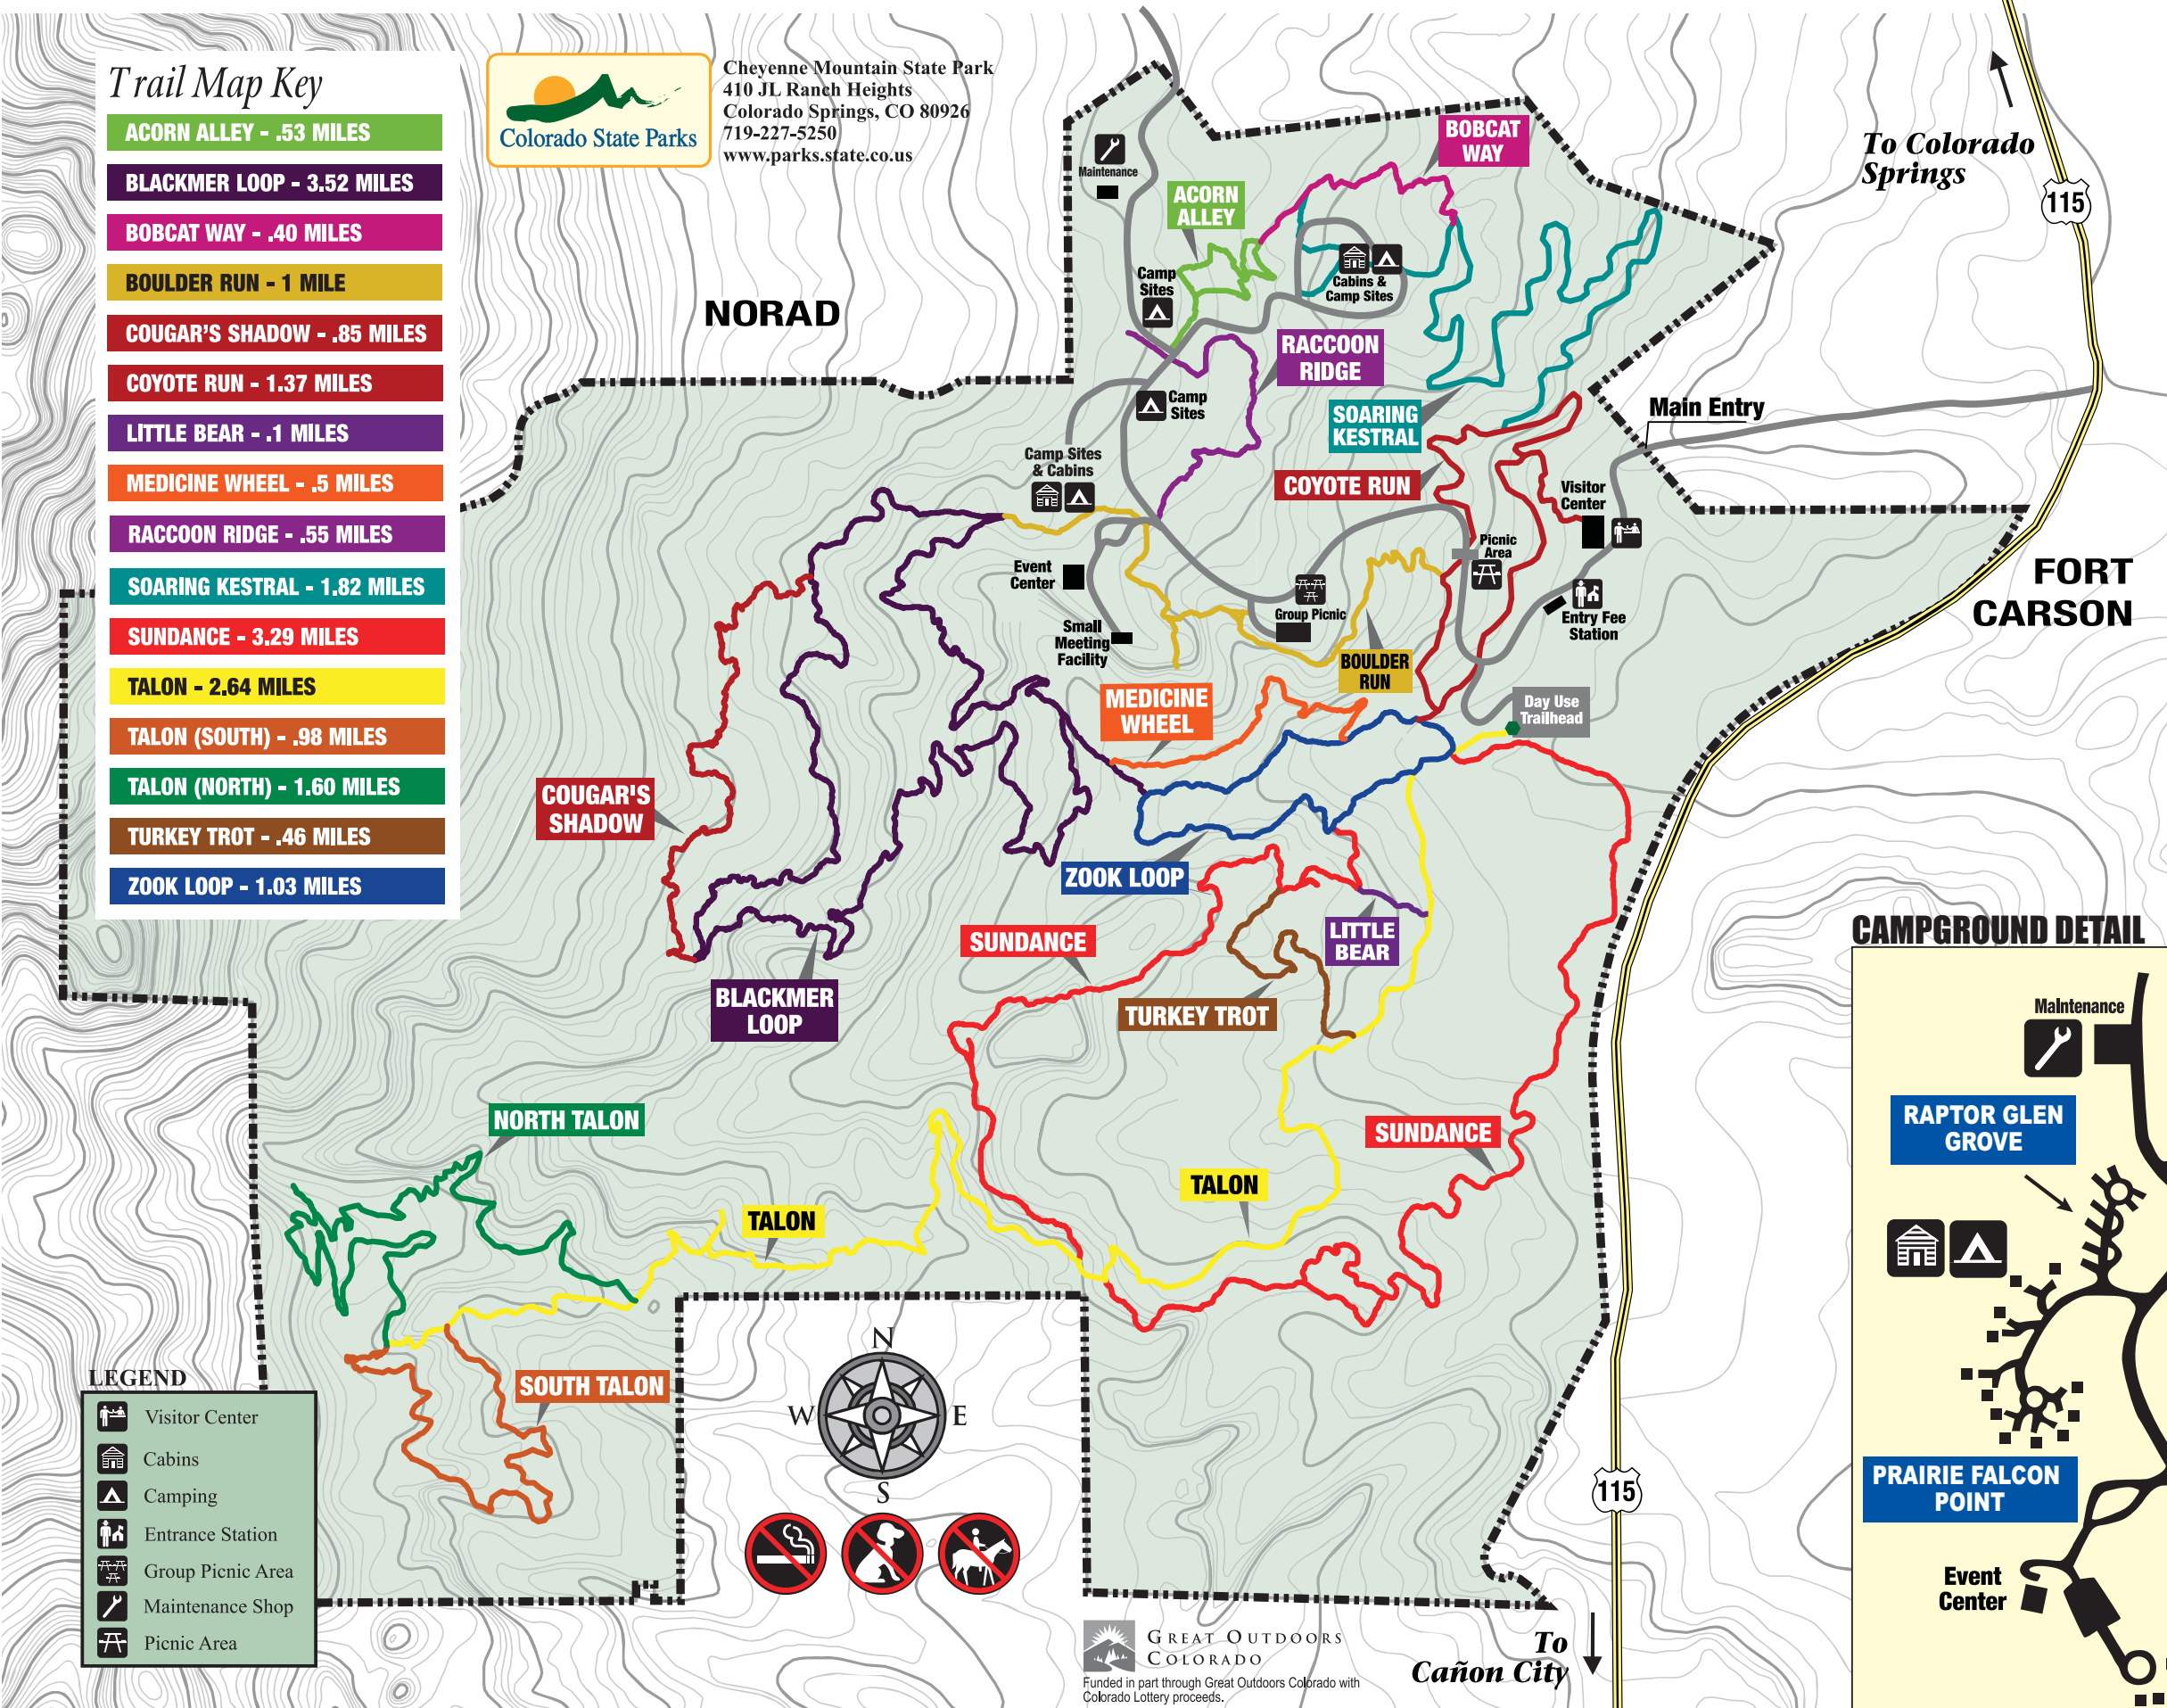 Trail Map Key
ACORN ALLEY - .53 MILES
BLACKMER LOOP - 3.52 MILES
BOBCAT WAY - .40 MILES
BOULDER RUN - 1 MILE
COUGAR'S SHADOW - .85 MILES
COYOTE RUN - 1.37 MILES
LITTLE BEAR - .1 MILES
MEDICINE WHEEL - .5 MILES
RACCOON RIDGE - .55 MILES
SOARING KESTRAL - 1.82 MILES
SUNDANCE - 3.29 MILES
TALON - 2.64 MILES
TALON (SOUTH) - .98 MILES
TALON (NORTH) - 1.60 MILES
TURKEY TROT - .46 MILES
ZOOK LOOP - 1.03 MILES
Colorado State Parks
Cheyenne Mountain State Park
410 JL Ranch Heights
Colorado Springs, CO 80926
719-227-5250
www.parks.state.co.us
BOBCAT
WAY
To Colorado
Springs
115
Maintenance
ACORN
ALLEY
Camp
Sites
Cabins &
Camp Sites
NORAD
RACCOON
RIDGE
Camp
Sites
SOARING
KESTRAL
Main Entry
Camp Sites
& Cabins
COYOTE RUN
Visitor
Center
Picnic
Area
Event
Center
FORT
CARSON
Group Picnic
Entry Fee
Station
Small
Meeting
Facility
BOULDER
RUN
MEDICINE
WHEEL
Day Use
Trailhead
COUGAR'S
SHADOW
ZOOK LOOP
SUNDANCE
LITTLE
BEAR
BLACKMER
LOOP
TURKEY TROT
CAMPGROUND DETAIL
MaIntenance
RAPTOR GLEN
GROVE
NORTH TALON
SUNDANCE
TALON
TALON
SOUTH TALON
N
W
E
S
PRAIRIE FALCON
POINT
115
Event
Center
LEGEND
Visitor Center
Cabins
Camping
Entrance Station
Group Picnic Area
Maintenance Shop
Picnic Area
GREAT OUTDOORS
COLORADO
Funded in part through Great Outdoors Colorado with
Colorado Lottery proceeds.
To
Cañon City